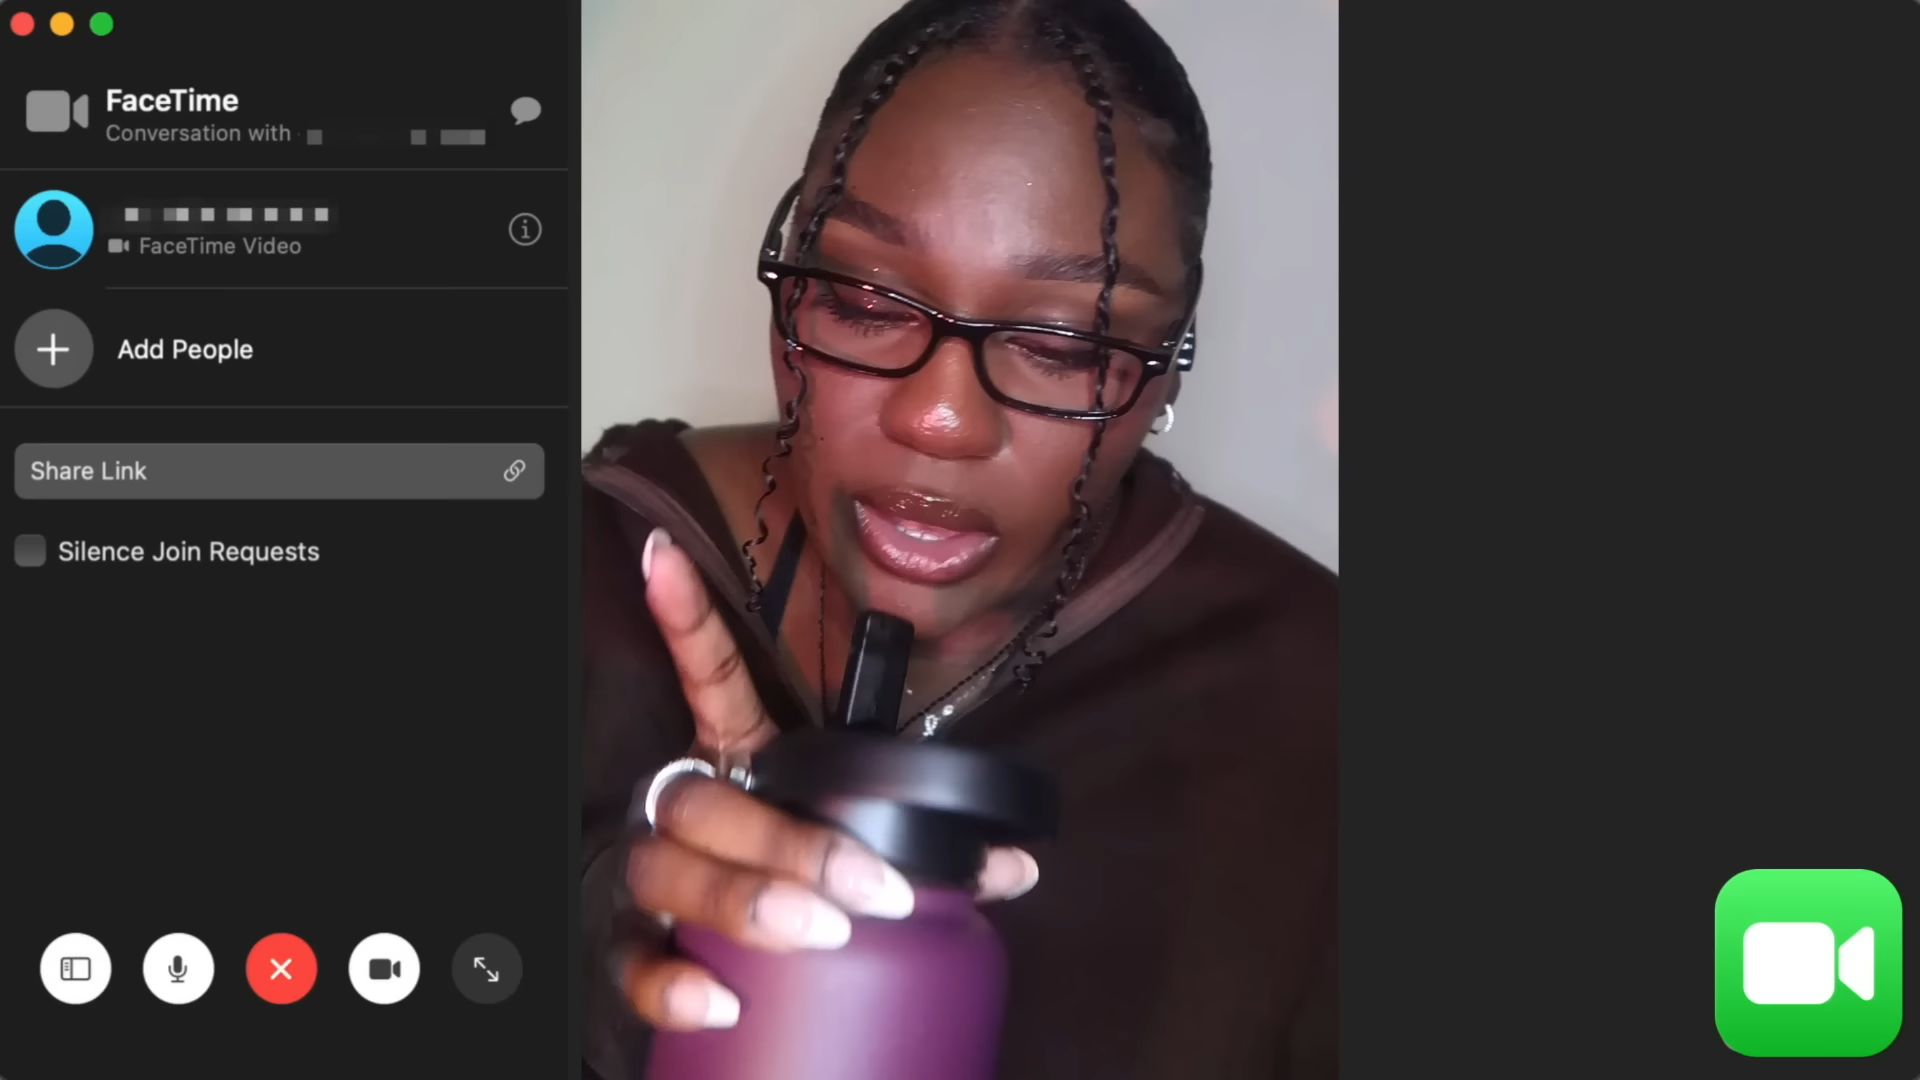 FaceTime
Conversation with
FaceTime Video
Add People
Share Link
Silence Join Requests